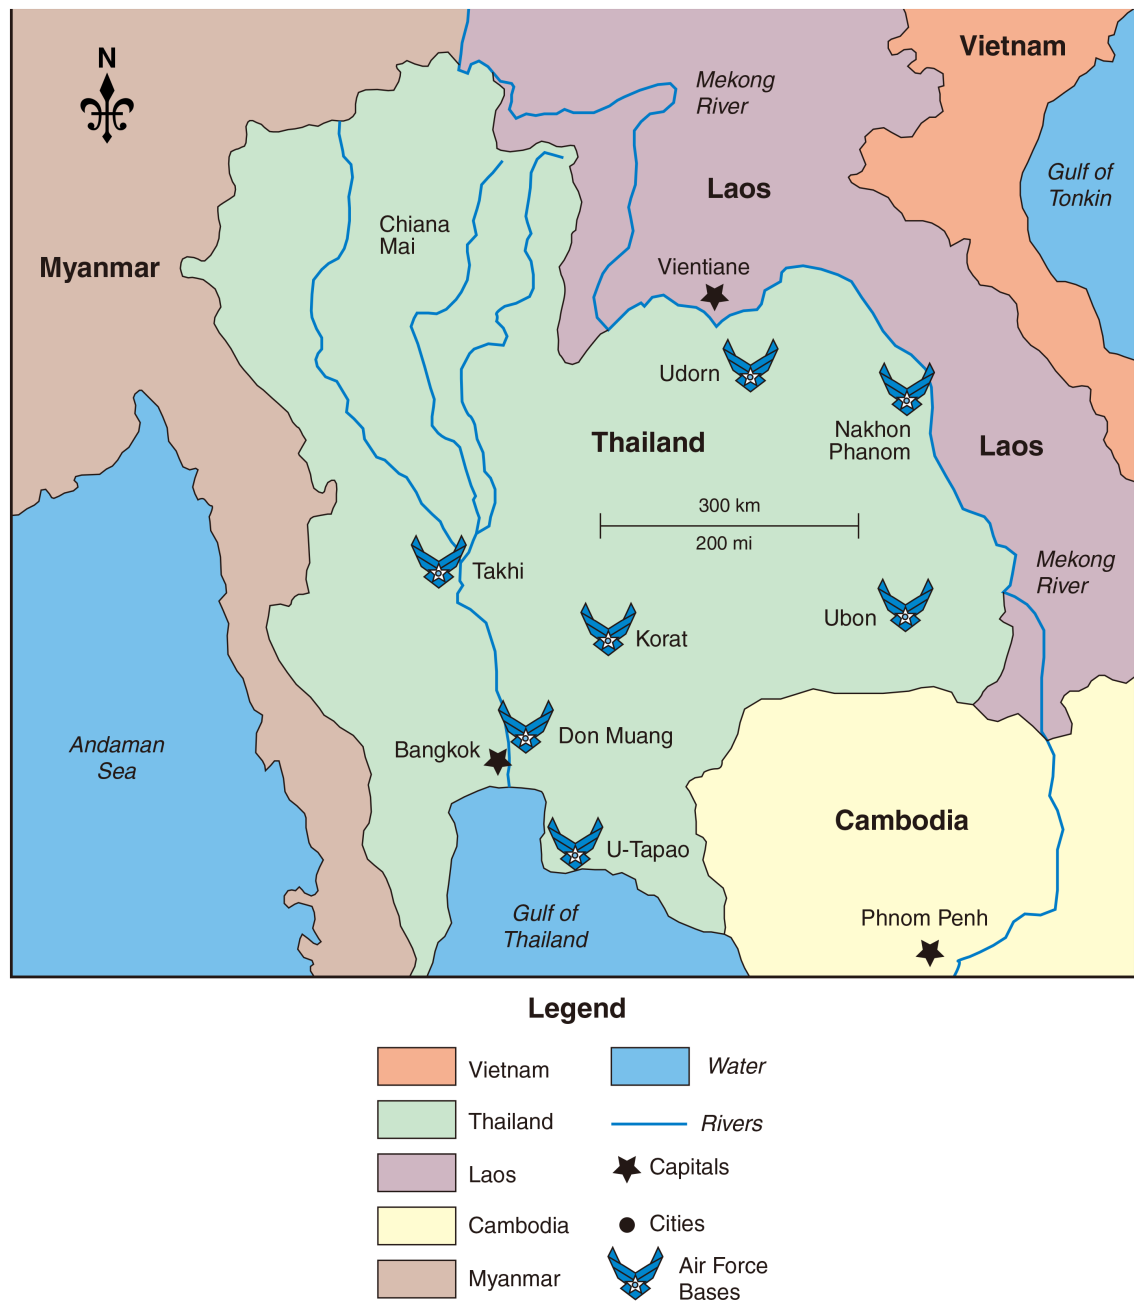 N
Vietnam
Mekong
River
Gulf of
Tonkin
Laos
Chiana
Mai
Myanmar
Vientiane
Udorn
Nakhon
Phanom
Thailand
Laos
300 km
200 mi
Mekong
River
Takhi
Ubon
Korat
Don Muang
Bangkok
Andaman
Sea
Cambodia
U-Tapao
Gulf of
Thailand
Phnom Penh
Legend
Vietnam
Thailand
Laos
Cambodia
Myanmar
Water
Rivers
Capitals
Cities
Air Force
Bases